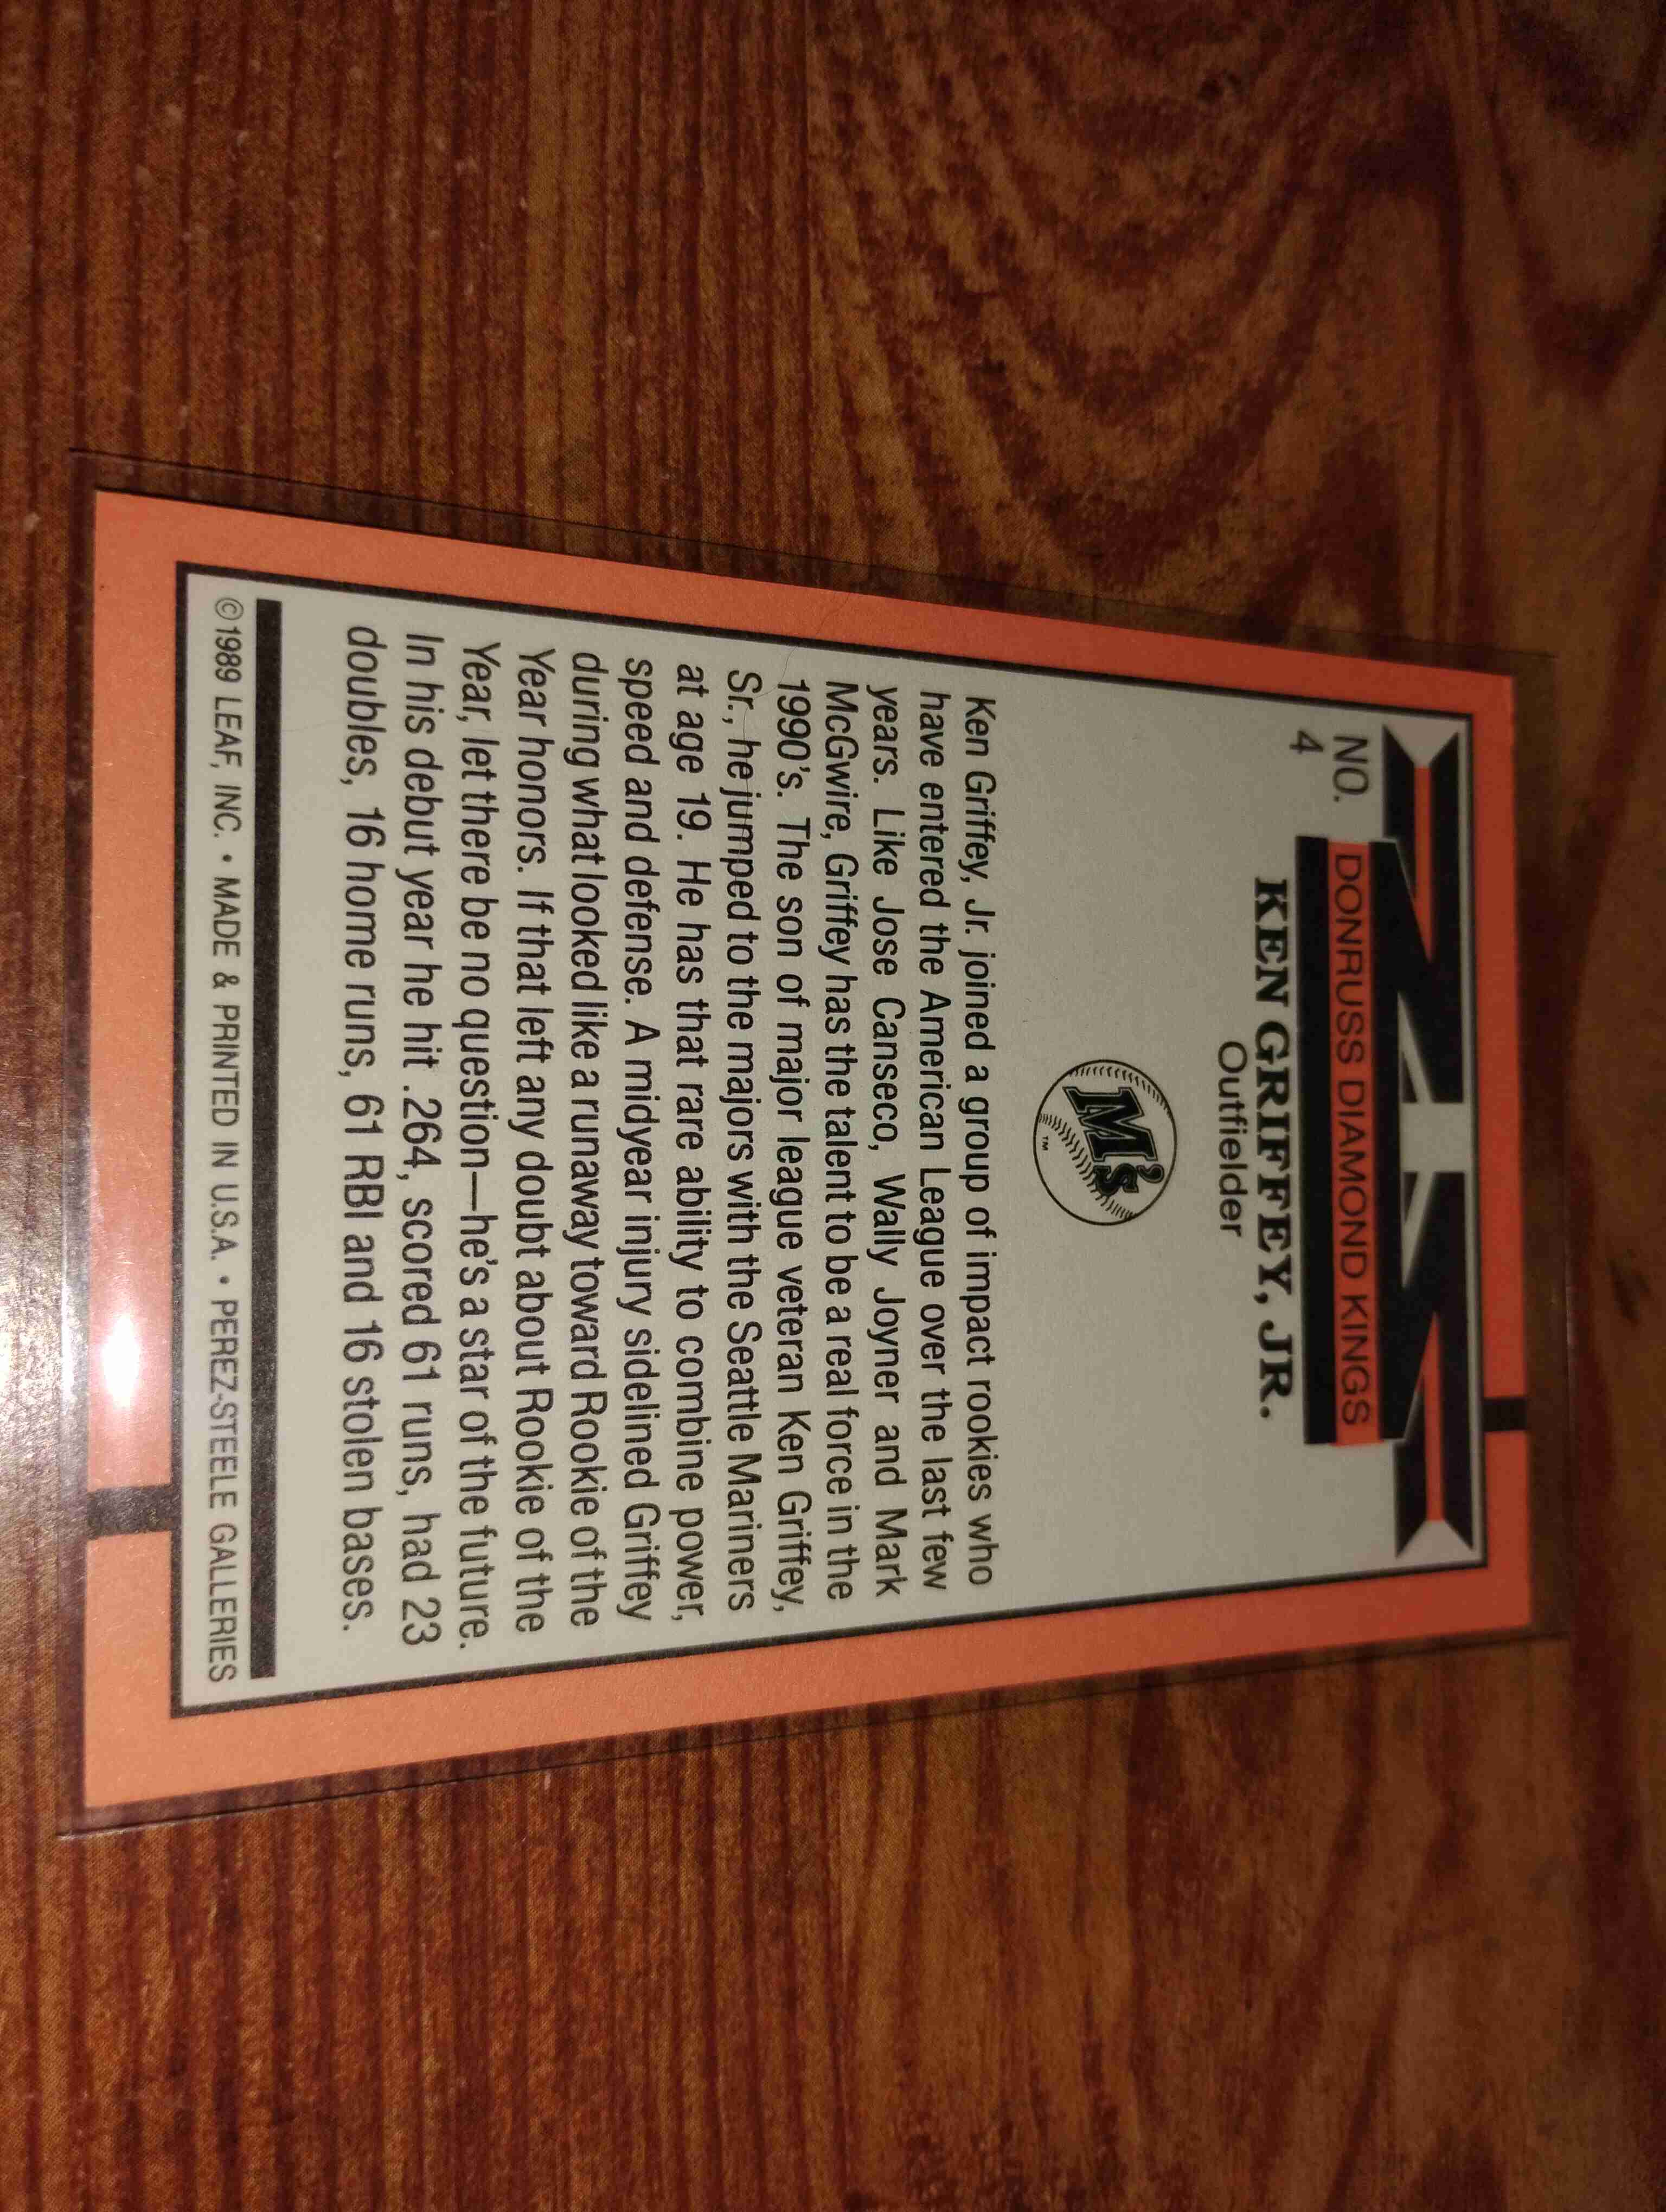 NO.
4
DONRUSS DIAMOND KINGS
KEN GRIFFEY, JR.
Outfielder
M's
TM
Ken Griffey, Jr. joined a group of impact rookies who
have entered the American League over the last few
years. Like Jose Canseco, Wally Joyner and Mark
McGwire, Griffey has the talent to be a real force in the
1990's. The son of major league veteran Ken Griffey,
Sr., he jumped to the majors with the Seattle Mariners
at age 19. He has that rare ability to combine power,
speed and defense. A midyear injury sidelined Griffey
during what looked like a runaway toward Rookie of the
Year honors. If that left any doubt about Rookie of the
Year, let there be no question—he's a star of the future.
In his debut year he hit .264, scored 61 runs, had 23
doubles, 16 home runs, 61 RBI and 16 stolen bases.
©1989 LEAF, INC. • MADE & PRINTED IN U.S.A. • PEREZ-STEELE GALLERIES